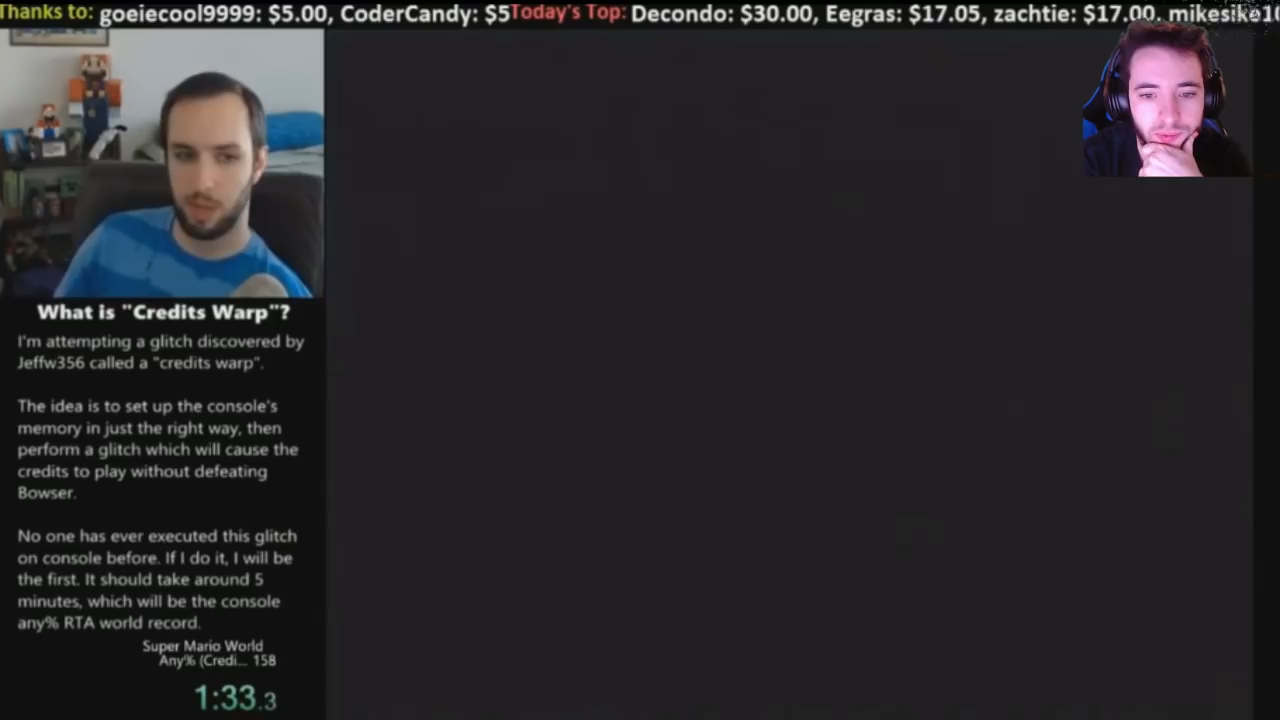 Thanks to: goeiecool9999: $5.00, CoderCandy: $5Today's Top: Decondo: $30.00, Eegras: $17.05, zachtie: $17.00, mikesike10
What is "Credits Warp"?
I'm attempting a glitch discovered by
Jeffw356 called a "credits warp".
The idea is to set up the console's
memory in just the right way, then
perform a glitch which will cause the
credits to play without defeating
Bowser.
No one has ever executed this glitch
on console before. If I do it, I will be
the first. It should take around 5
minutes, which will be the console
any% RTA world record.
Super Mario World
Any% (Credi... 158
1:33.3